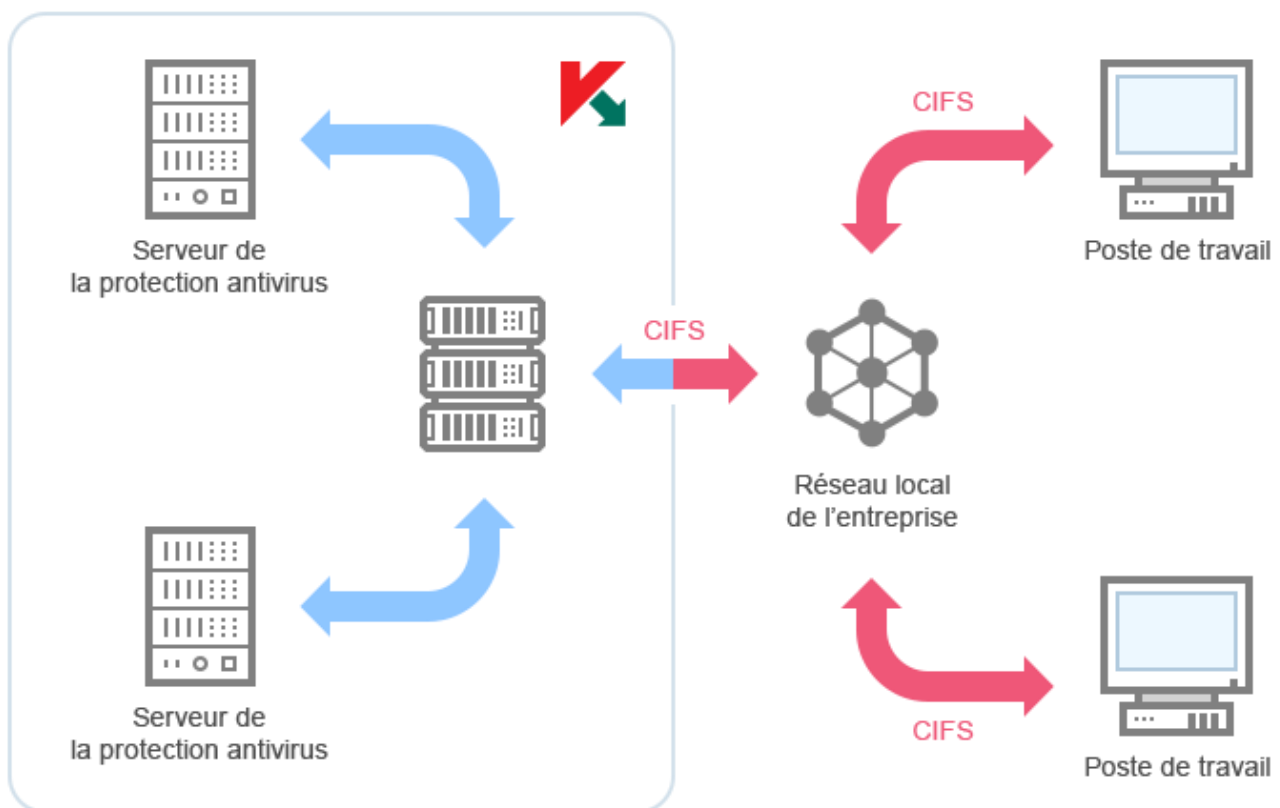 Serveur de
la protection antivirus
CIFS
Poste de travail
CIFS
Réseau local
de l'entreprise
Serveur de
la protection antivirus
CIFS
Poste de travail